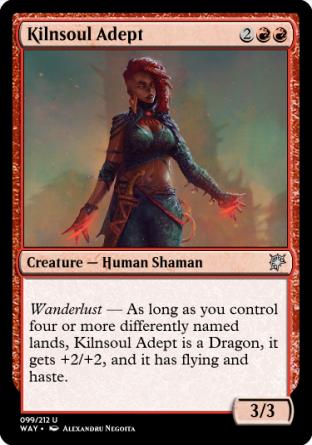 Kilnsoul Adept 2
Creature — Human Shaman
Wanderlust — As long as you control
four or more differently named
lands, Kilnsoul Adept is a Dragon, it
gets +2/+2, and it has flying and
haste.
3/3
099/212 U
WAY • Alexandru Negoita